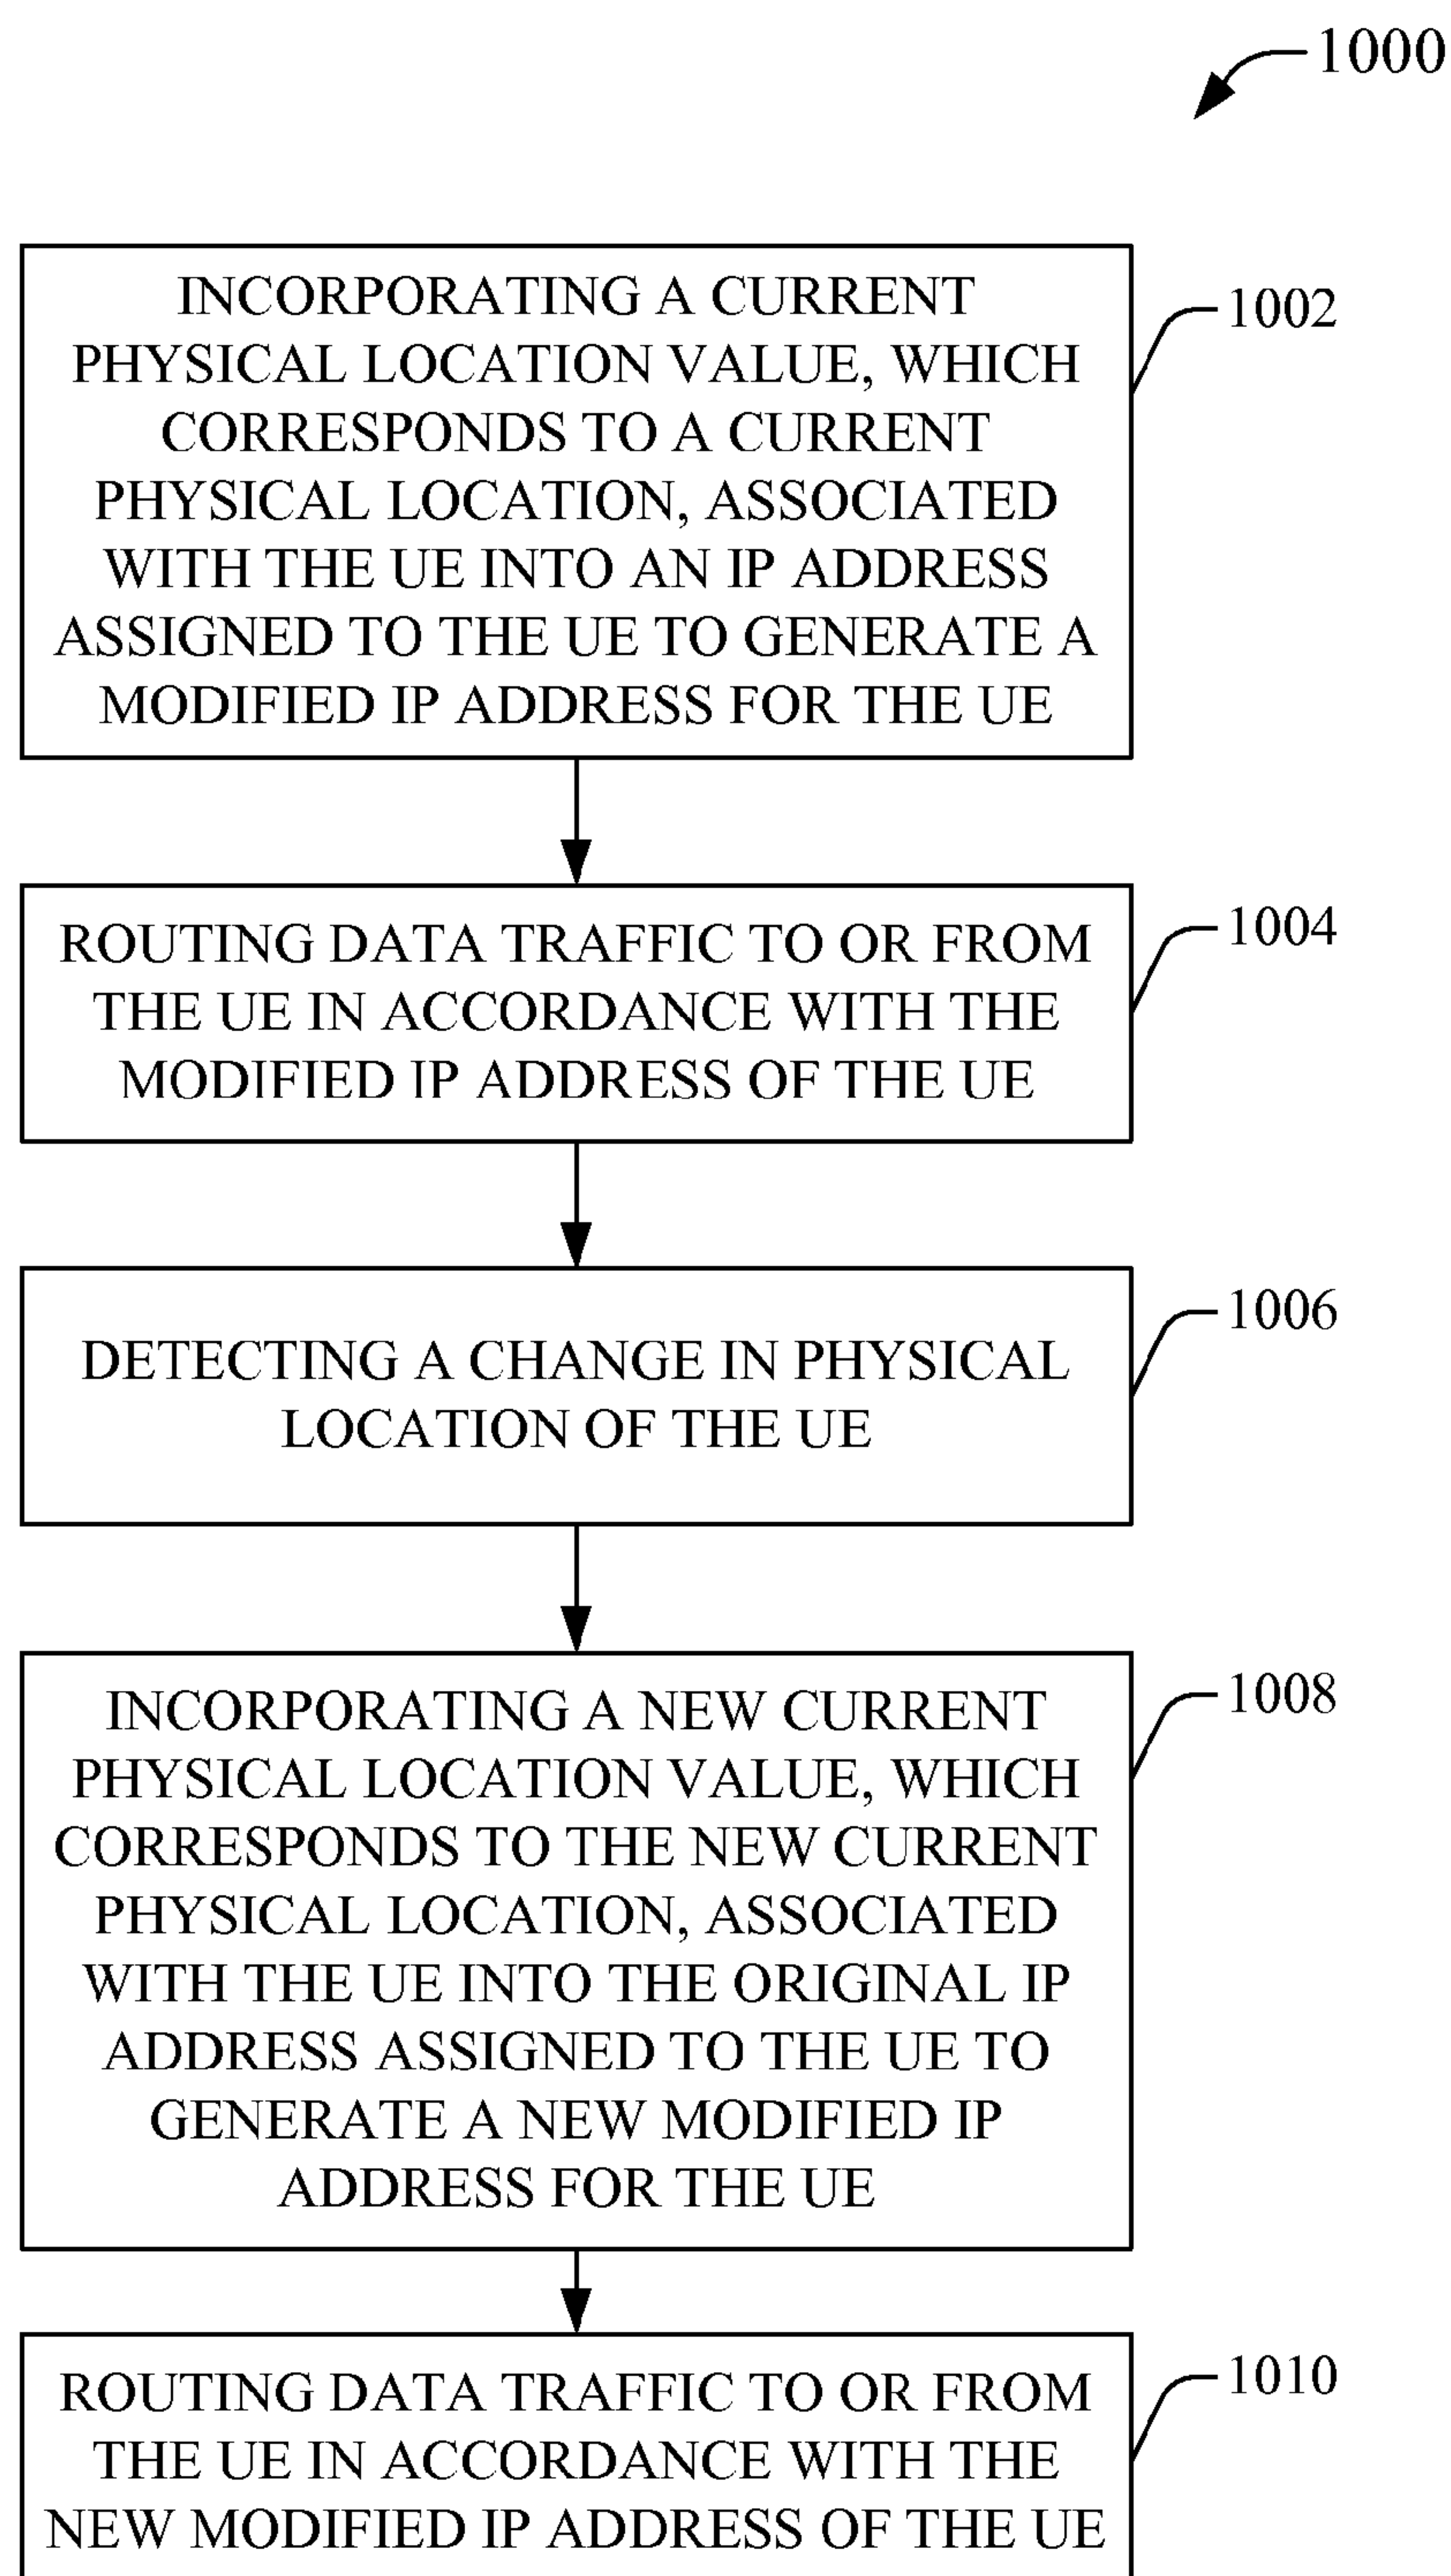 1000
INCORPORATING A CURRENT
PHYSICAL LOCATION VALUE, WHICH
CORRESPONDS TO A CURRENT
PHYSICAL LOCATION, ASSOCIATED
WITH THE UE INTO AN IP ADDRESS
ASSIGNED TO THE UE TO GENERATE A
MODIFIED IP ADDRESS FOR THE UE
1002
ROUTING DATA TRAFFIC TO OR FROM
THE UE IN ACCORDANCE WITH THE
MODIFIED IP ADDRESS OF THE UE
1004
DETECTING A CHANGE IN PHYSICAL
LOCATION OF THE UE
1006
INCORPORATING A NEW CURRENT
PHYSICAL LOCATION VALUE, WHICH
CORRESPONDS TO THE NEW CURRENT
PHYSICAL LOCATION, ASSOCIATED
WITH THE UE INTO THE ORIGINAL IP
ADDRESS ASSIGNED TO THE UE TO
GENERATE A NEW MODIFIED IP
ADDRESS FOR THE UE
1008
ROUTING DATA TRAFFIC TO OR FROM
THE UE IN ACCORDANCE WITH THE
NEW MODIFIED IP ADDRESS OF THE UE
1010